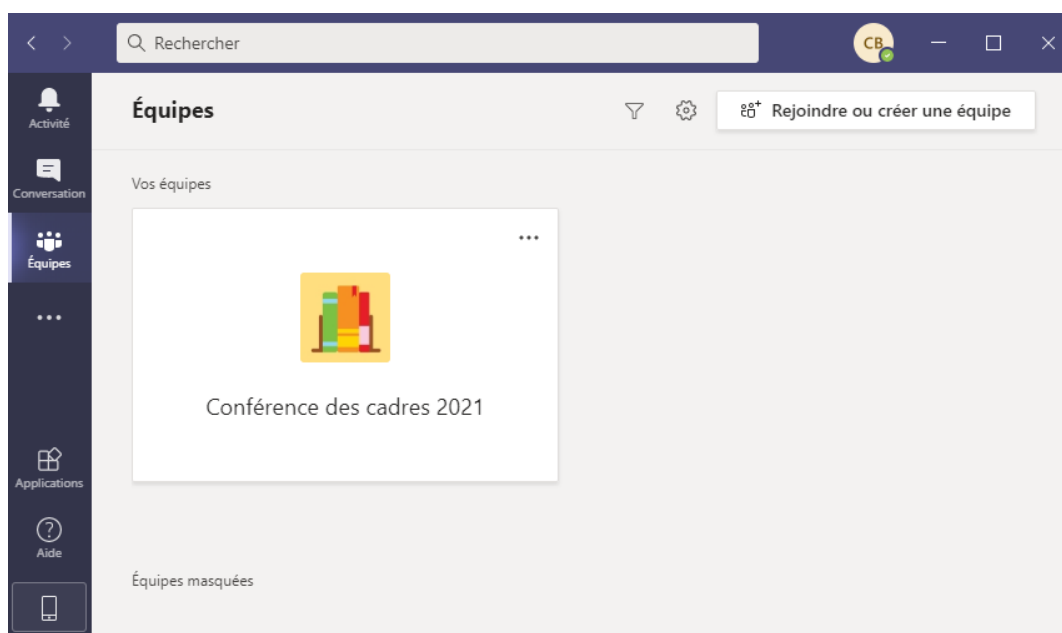 Rechercher
CB
Activité
Conversation
Équipes
Applications
Aide
Équipes
Rejoindre ou créer une équipe
Vos équipes
Conférence des cadres 2021
Équipes masquées